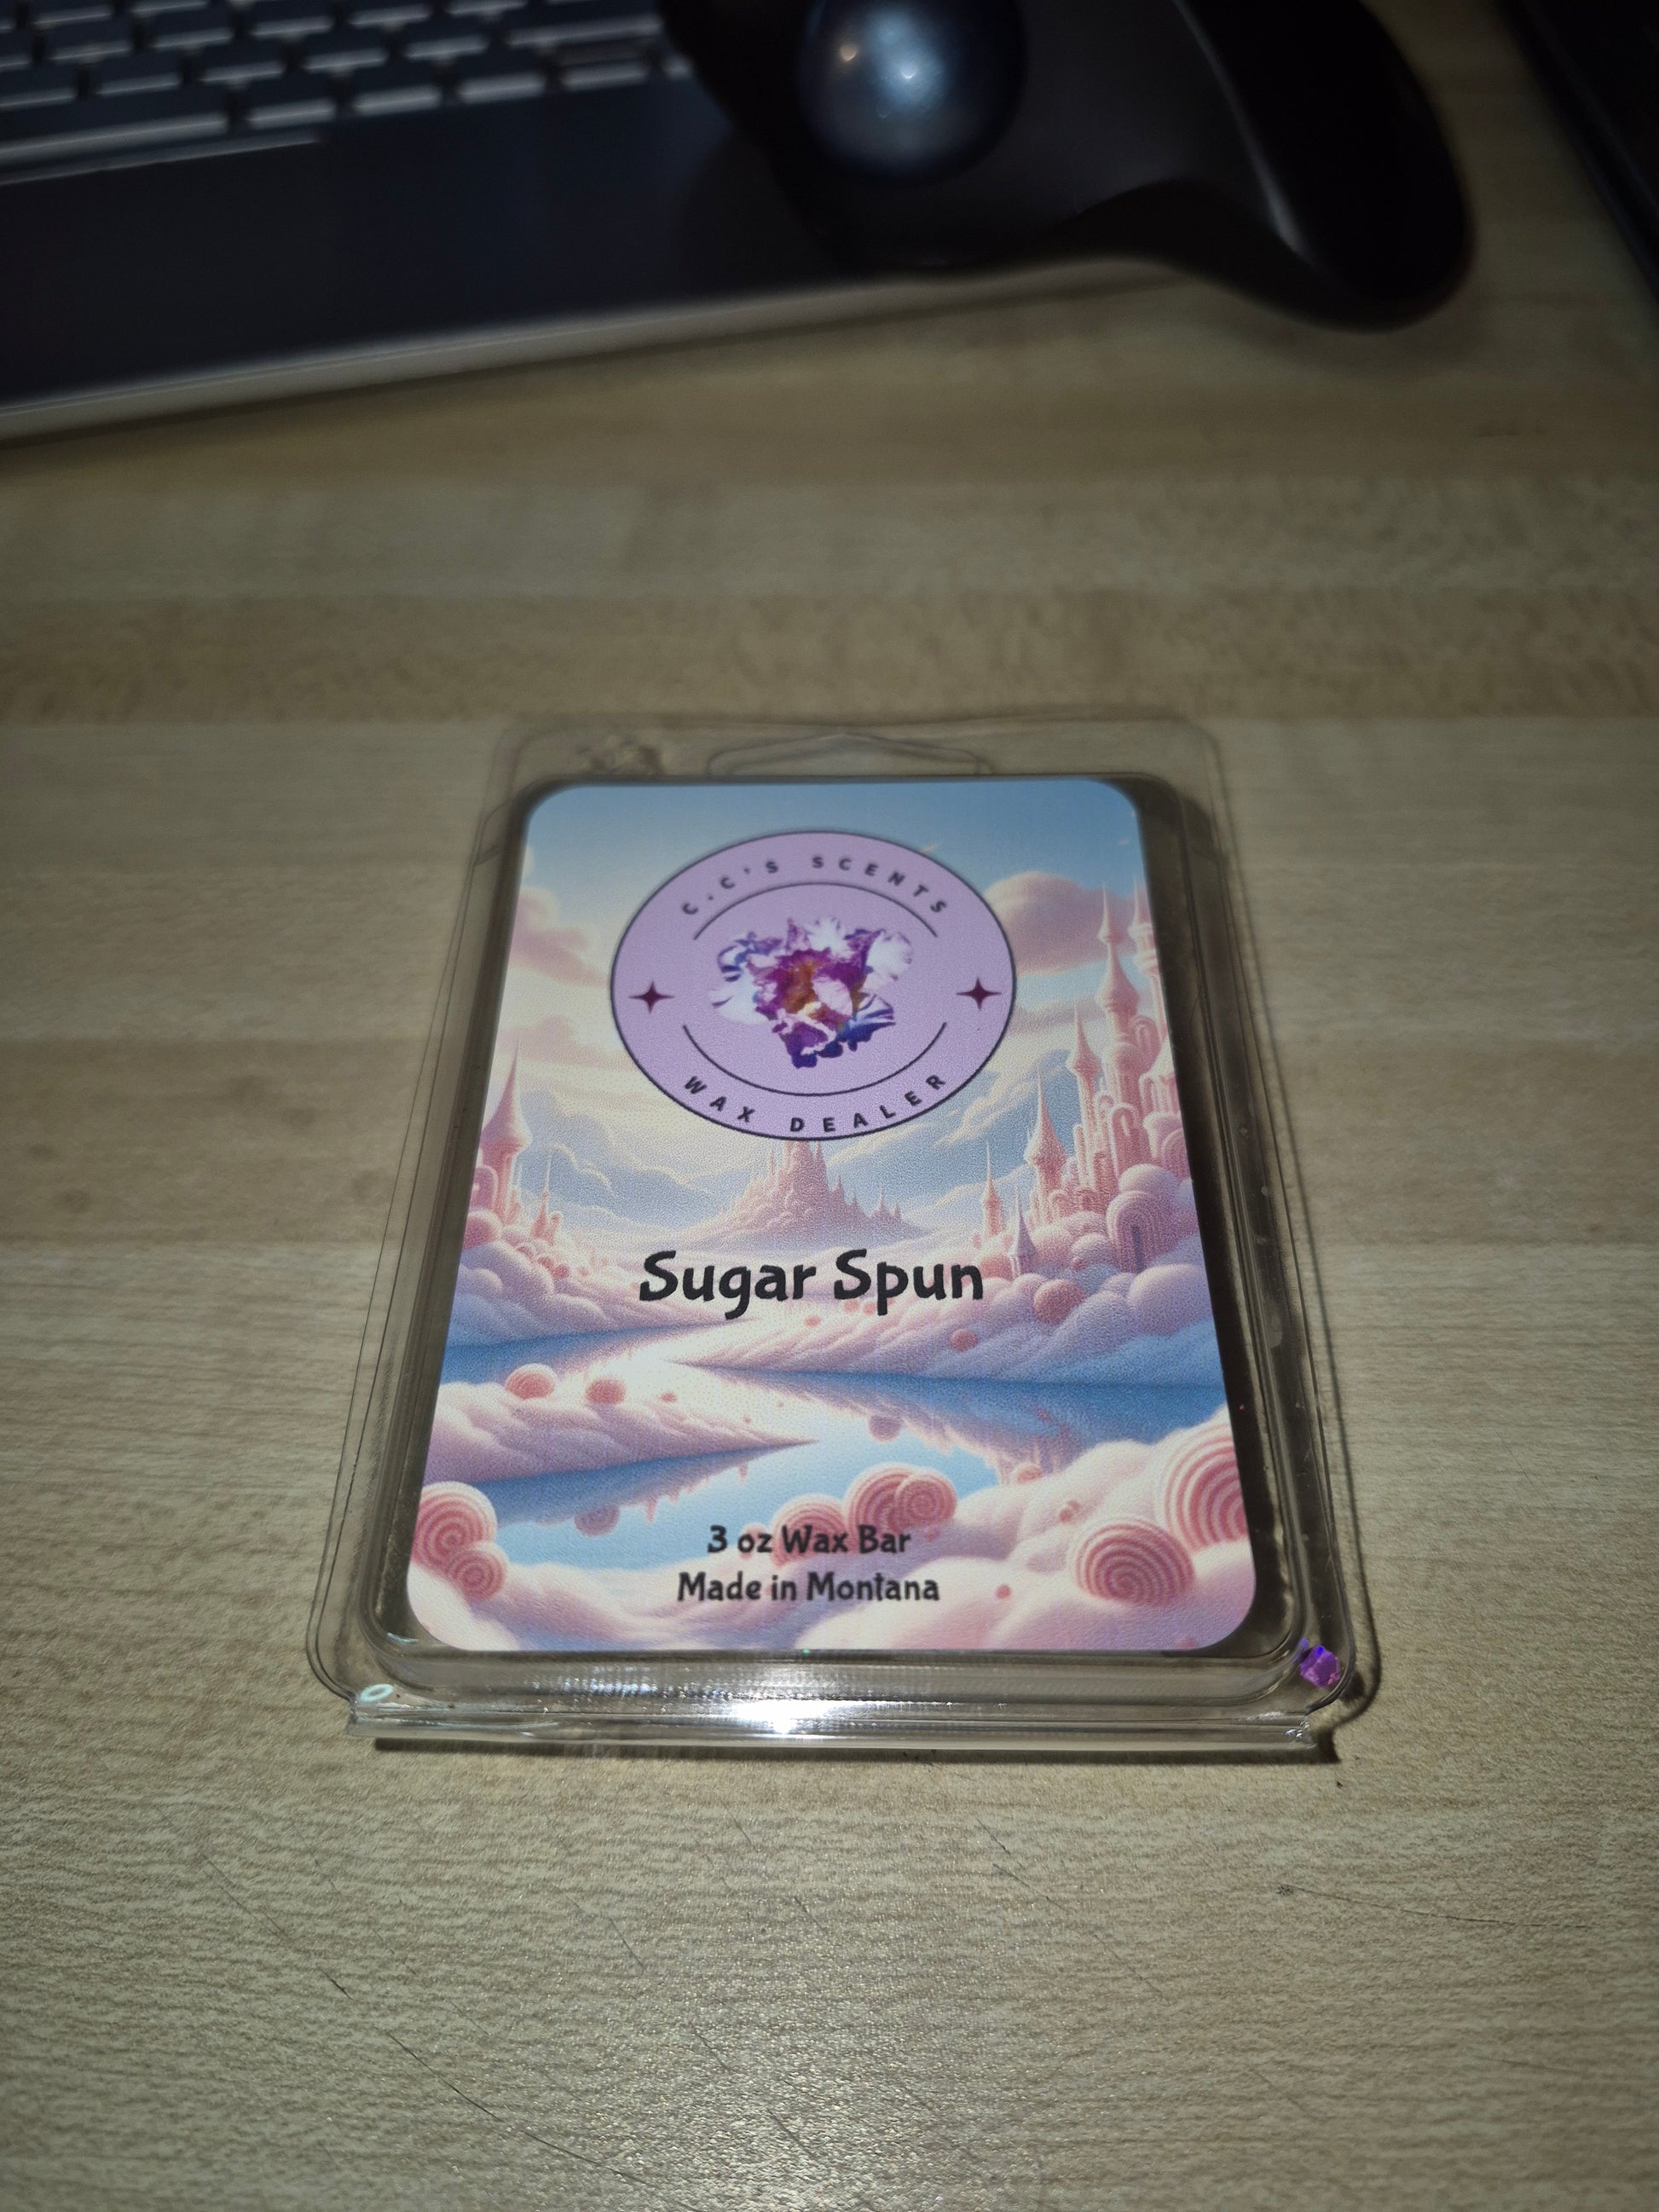 C.C'S SCENTS
WAX DEALER
Sugar Spun
3 oz Wax Bar
Made in Montana